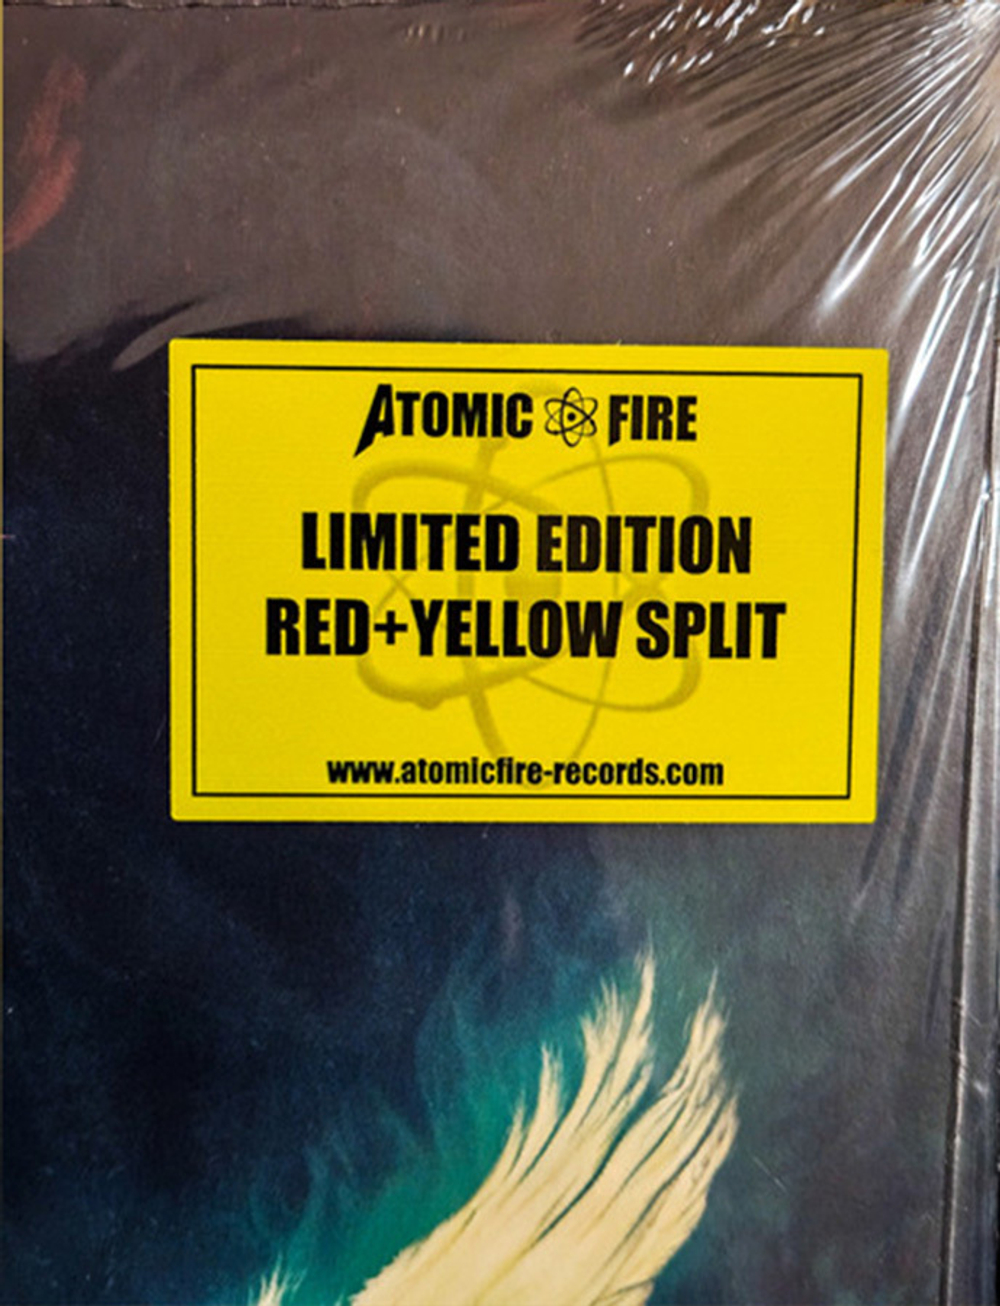 ATOMIC FIRE
LIMITED EDITION
RED+YELLOW SPLIT
www.atomicfire-records.com